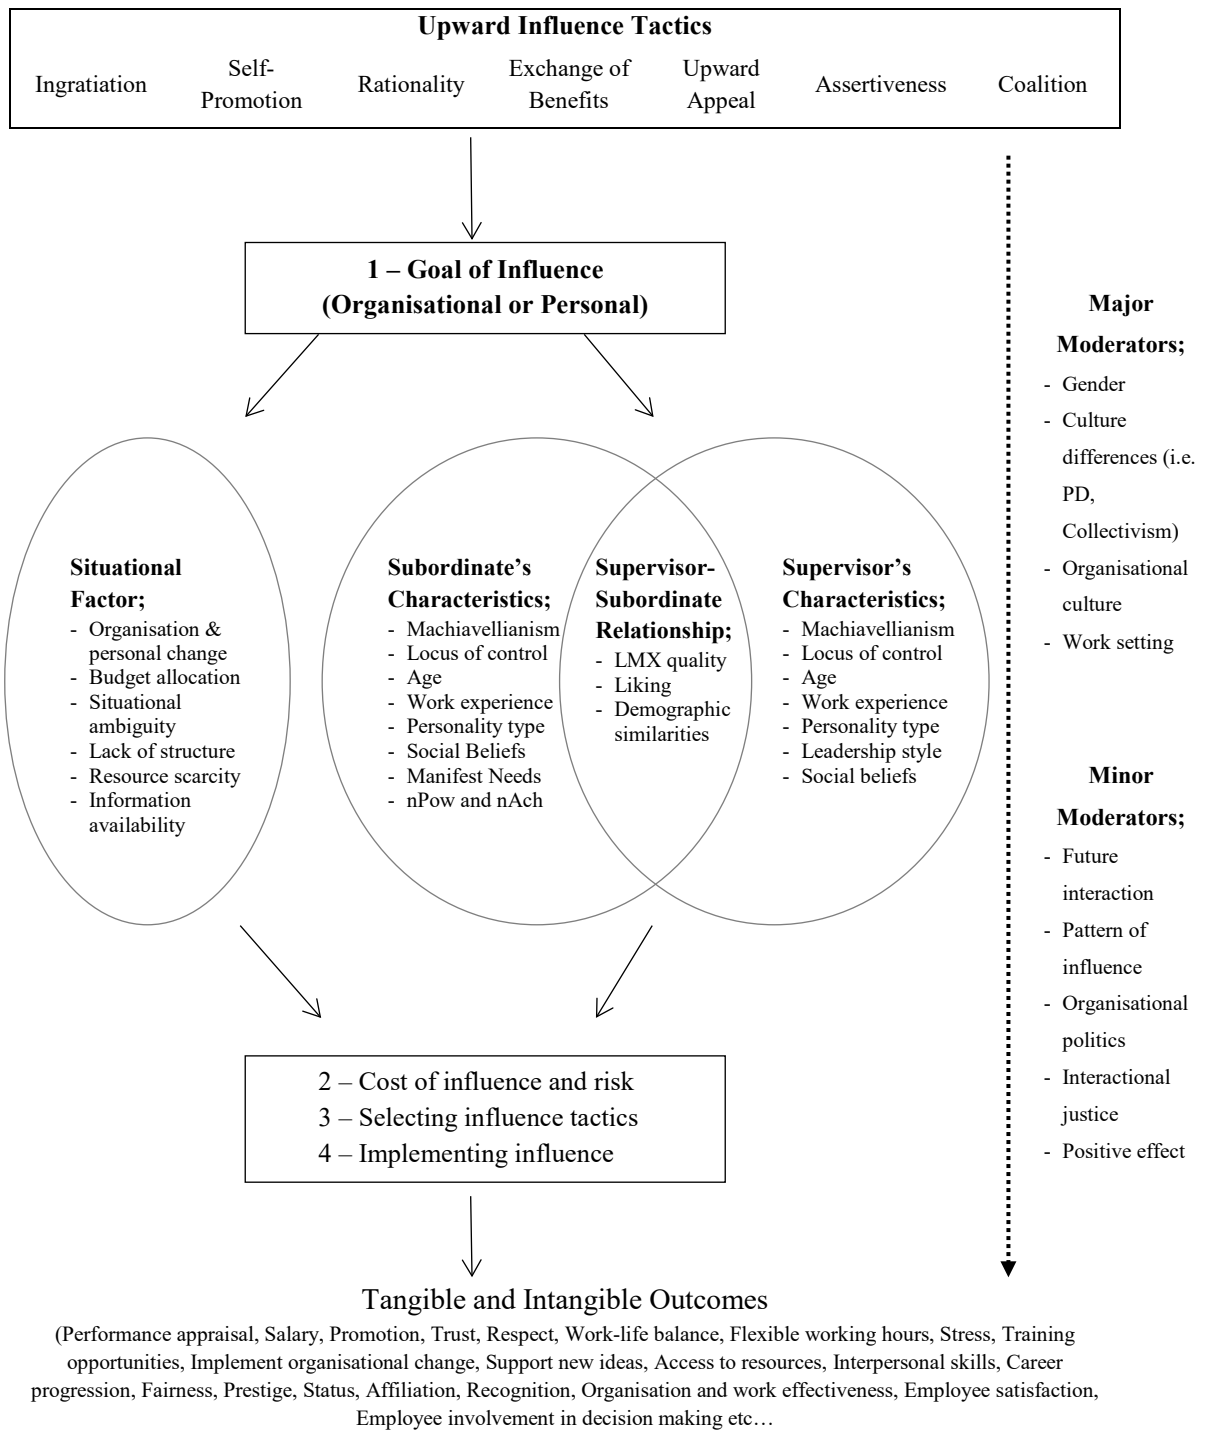 Upward Influence Tactics
Ingratiation
Self-
Promotion
Rationality
Exchange of
Benefits
Upward
Appeal
Assertiveness
Coalition
1 – Goal of Influence
(Organisational or Personal)
Situational
Factor;
- Organisation &
personal change
- Budget allocation
- Situational
ambiguity
- Lack of structure
- Resource scarcity
- Information
availability
Subordinate’s
Characteristics;
- Machiavellianism
- Locus of control
- Age
- Work experience
- Personality type
- Social Beliefs
- Manifest Needs
- nPow and nAch
Supervisor-
Subordinate
Relationship;
- LMX quality
- Liking
- Demographic
similarities
Supervisor’s
Characteristics;
- Machiavellianism
- Locus of control
- Age
- Work experience
- Personality type
- Leadership style
- Social beliefs
Major
Moderators;
- Gender
- Culture
differences (i.e.
PD,
Collectivism)
- Organisational
culture
- Work setting
Minor
Moderators;
- Future
interaction
- Pattern of
influence
- Organisational
politics
- Interactional
justice
- Positive effect
2 – Cost of influence and risk
3 – Selecting influence tactics
4 – Implementing influence
Tangible and Intangible Outcomes
(Performance appraisal, Salary, Promotion, Trust, Respect, Work-life balance, Flexible working hours, Stress, Training
opportunities, Implement organisational change, Support new ideas, Access to resources, Interpersonal skills, Career
progression, Fairness, Prestige, Status, Affiliation, Recognition, Organisation and work effectiveness, Employee satisfaction,
Employee involvement in decision making etc…